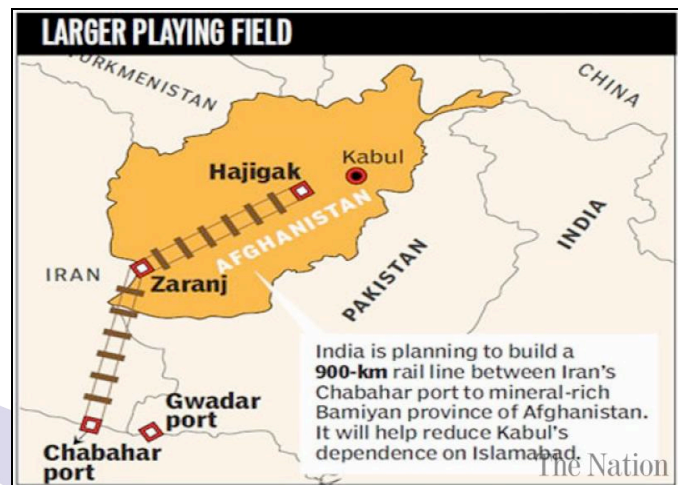 LARGER PLAYING FIELD
TURKMENISTAN
CHINA
Kabul
Hajigak
AFGHANISTAN
INDIA
IRAN
Zaranj
PAKISTAN
India is planning to build a
900-km rail line between Iran's
Chabahar port to mineral-rich
Bamiyan province of Afghanistan.
It will help reduce Kabul's
dependence on Islamabad.
Gwadar
port
Chabahar
port
The Nation